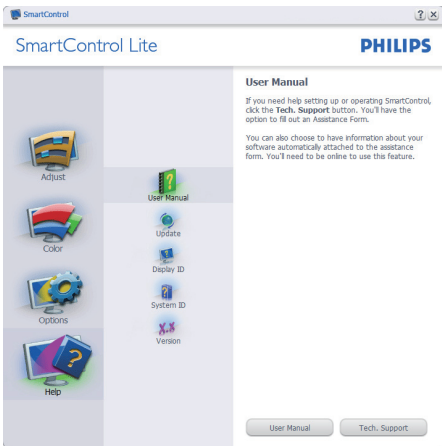 SmartControl
SmartControl Lite
PHILIPS
Adjust
Color
Options
Help
User Manual
Update
Display ID
System ID
Version
User Manual
If you need help setting up or operating SmartControl,
click the Tech. Support button. You'll have the
option to fill out an Assistance Form.
You can also choose to have information about your
software automatically attached to the assistance
form. You'll need to be online to use this feature.
User Manual
Tech. Support